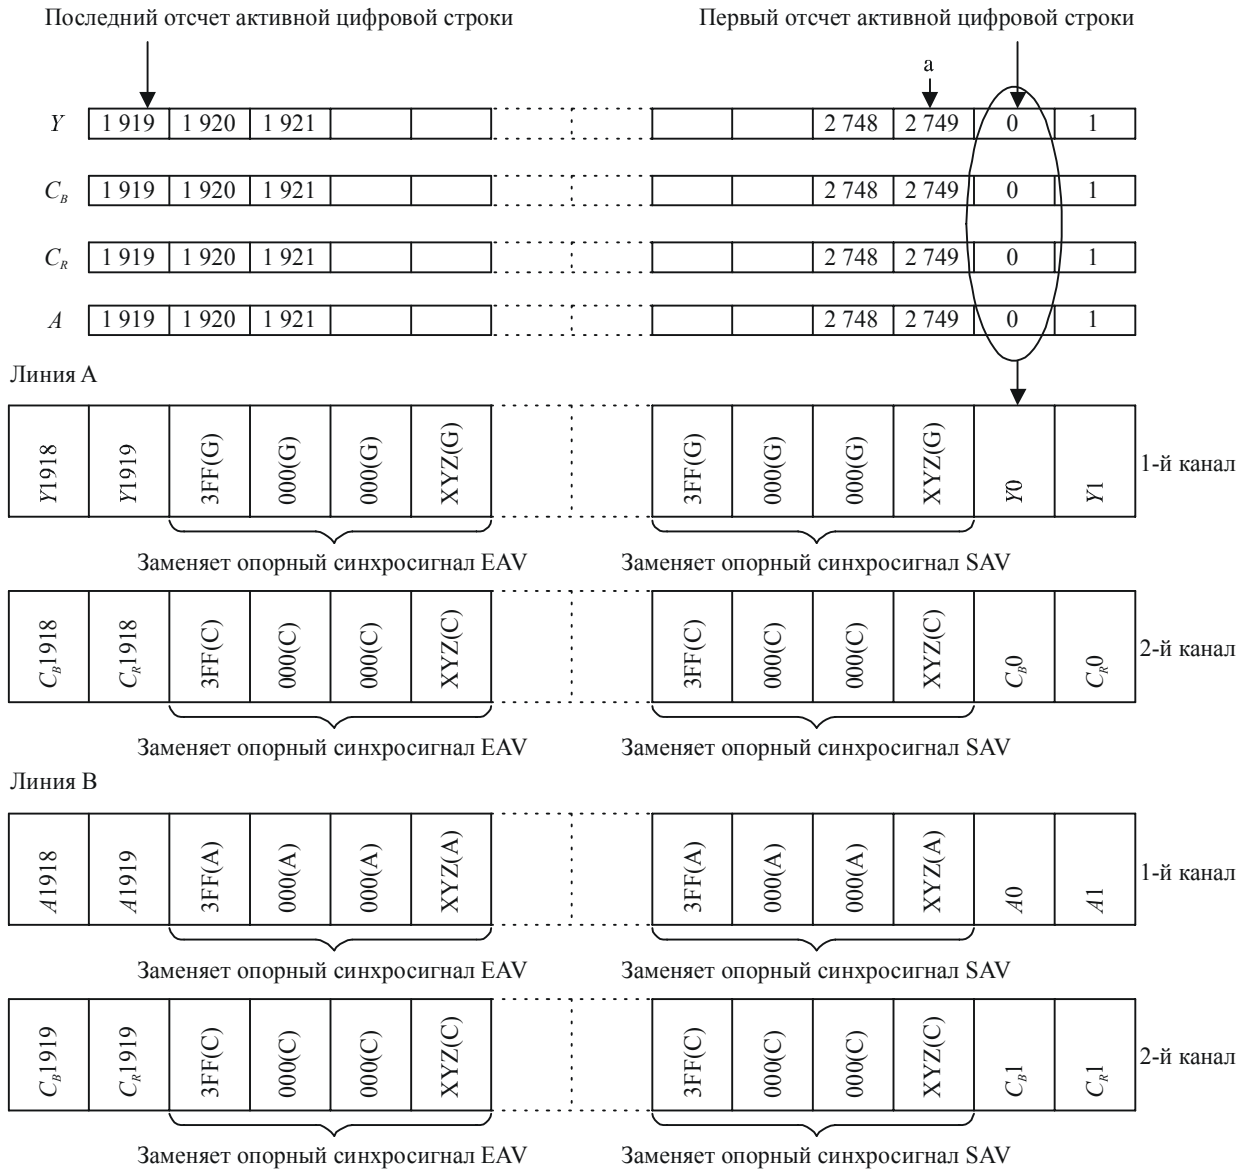 Последний отсчет активной цифровой строки
Первый отсчет активной цифровой строки
a
Y 1 919 1 920 1 921 2 748 2 749 0 1
C_B 1 919 1 920 1 921 2 748 2 749 0 1
C_R 1 919 1 920 1 921 2 748 2 749 0 1
A 1 919 1 920 1 921 2 748 2 749 0 1
Линия A
Y1918 Y1919 3FF(G) 000(G) 000(G) XYZ(G) 3FF(G) 000(G) 000(G) XYZ(G) Y0 Y1 1-й канал
Заменяет опорный синхросигнал EAV
Заменяет опорный синхросигнал SAV
C_B1918 C_R1918 3FF(C) 000(C) 000(C) XYZ(C) 3FF(C) 000(C) 000(C) XYZ(C) C_B0 C_R0 2-й канал
Заменяет опорный синхросигнал EAV
Заменяет опорный синхросигнал SAV
Линия B
A1918 A1919 3FF(A) 000(A) 000(A) XYZ(A) 3FF(A) 000(A) 000(A) XYZ(A) A0 A1 1-й канал
Заменяет опорный синхросигнал EAV
Заменяет опорный синхросигнал SAV
C_B1919 C_R1919 3FF(C) 000(C) 000(C) XYZ(C) 3FF(C) 000(C) 000(C) XYZ(C) C_B1 C_R1 2-й канал
Заменяет опорный синхросигнал EAV
Заменяет опорный синхросигнал SAV